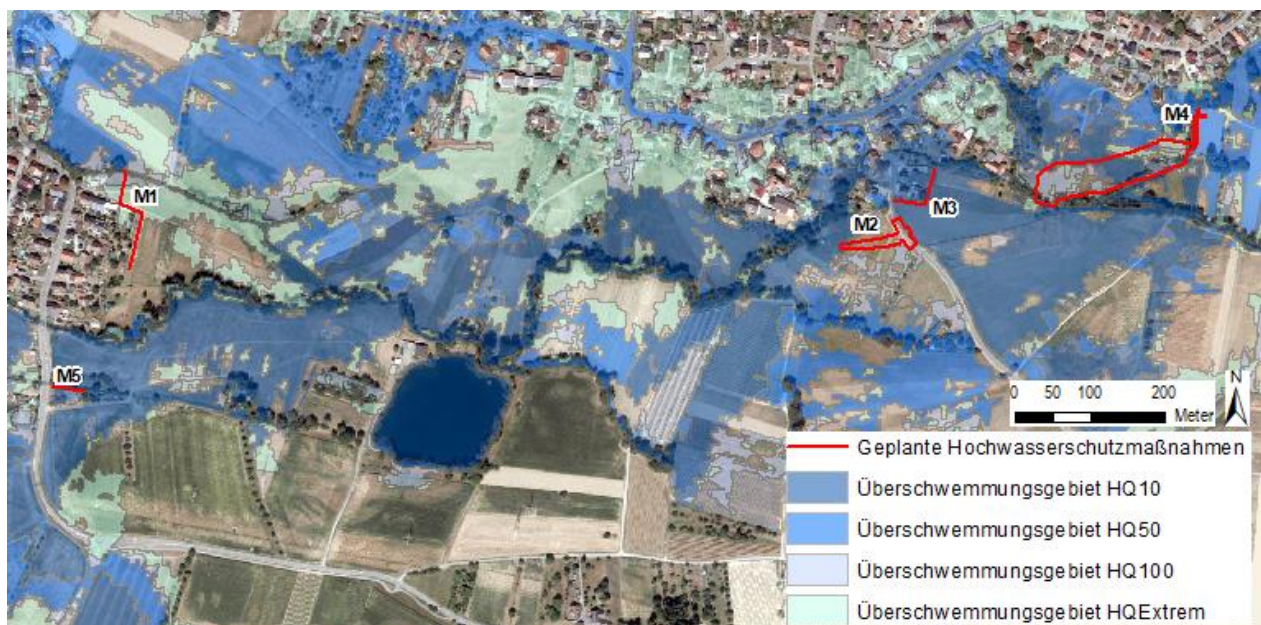 M4
M1
M3
M2
M5
N
0 50 100 200
Meter
Geplante Hochwasserschutzmaßnahmen
Überschwemmungsgebiet HQ10
Überschwemmungsgebiet HQ50
Überschwemmungsgebiet HQ100
Überschwemmungsgebiet HQExtrem